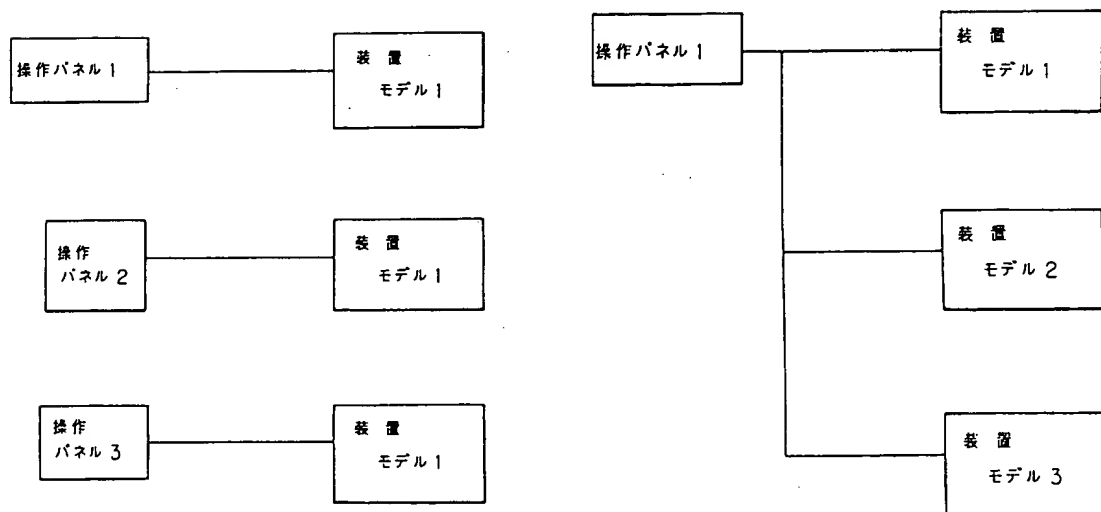 操作パネル1
装置
モデル1
操作
パネル2
装置
モデル1
操作
パネル3
装置
モデル1
操作パネル1
装置
モデル1
装置
モデル2
装置
モデル3